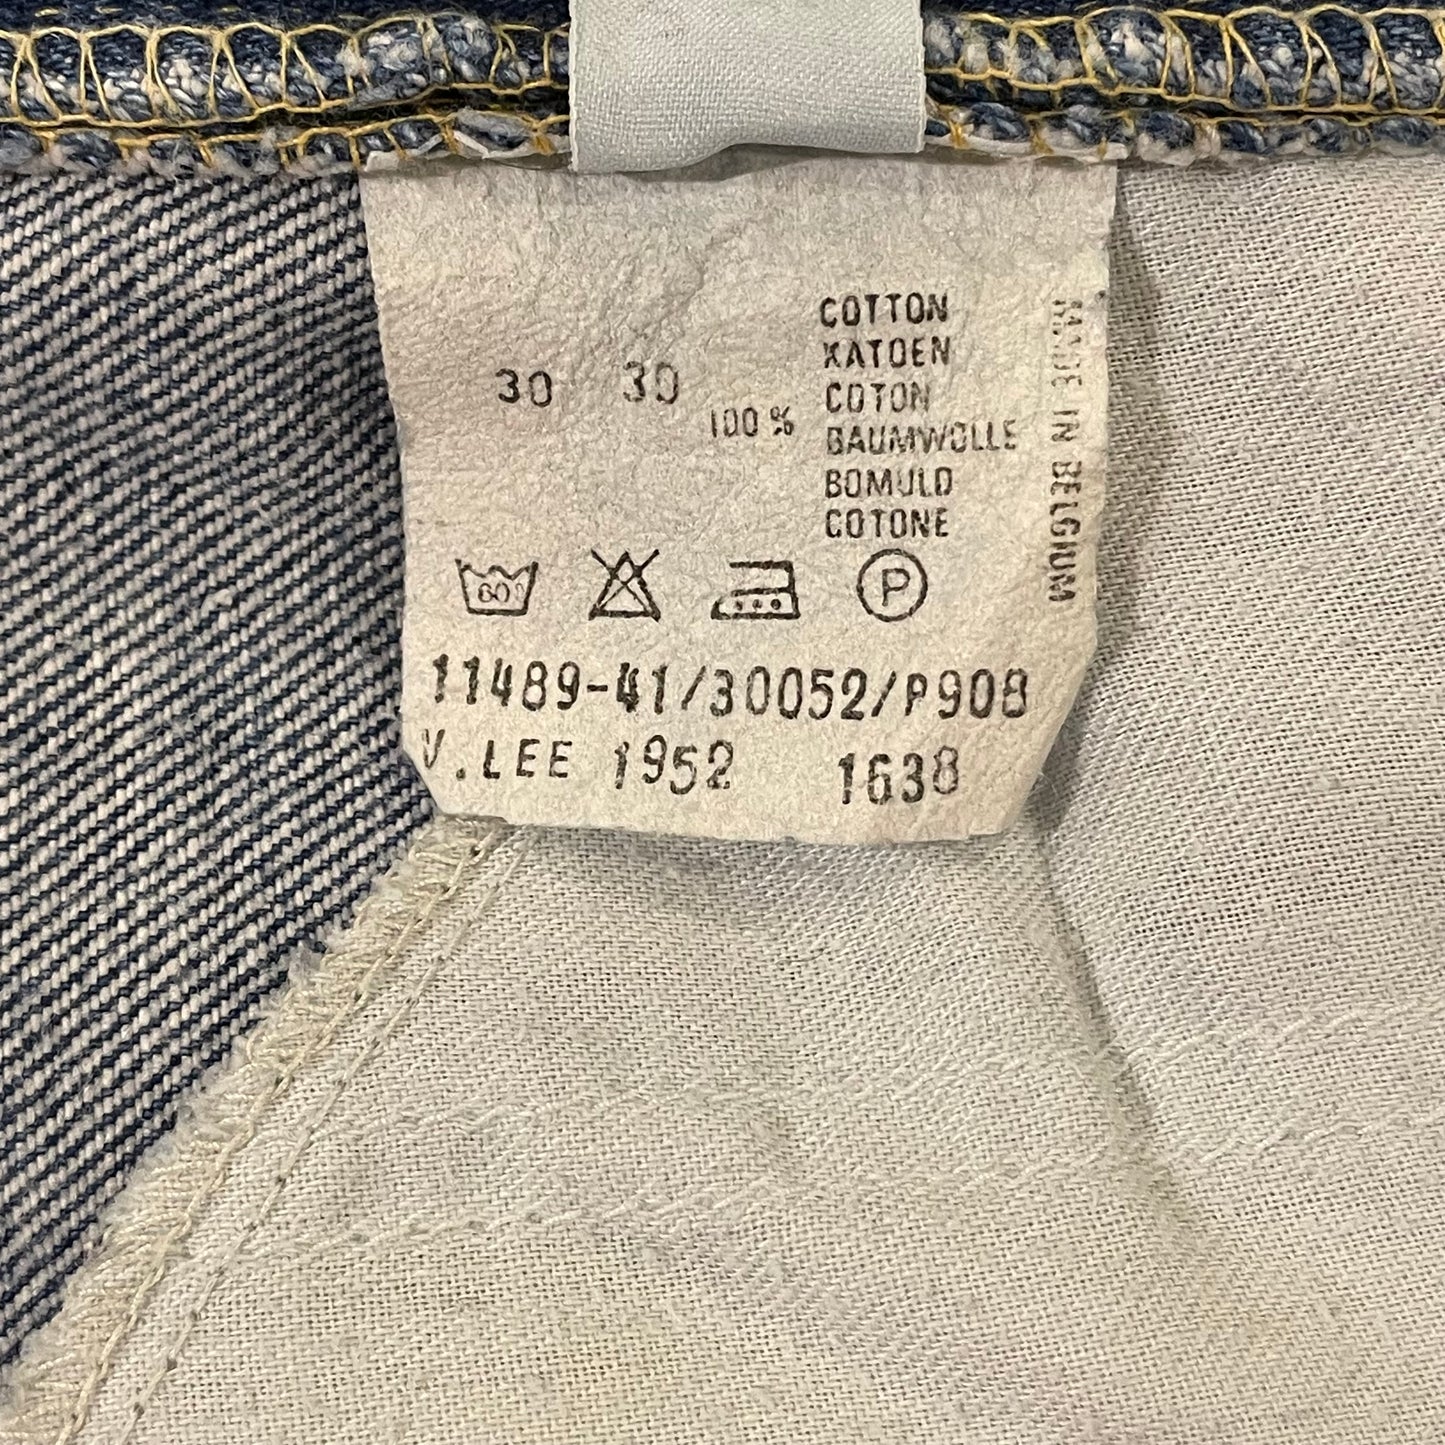 COTTON
KATOEN
COTON
BAUMWOLLE
BOMULD
COTONE
30 30
100 %
MADE IN BELGIUM
60°
P
11489-41/30052/P908
V.LEE 1952 1638